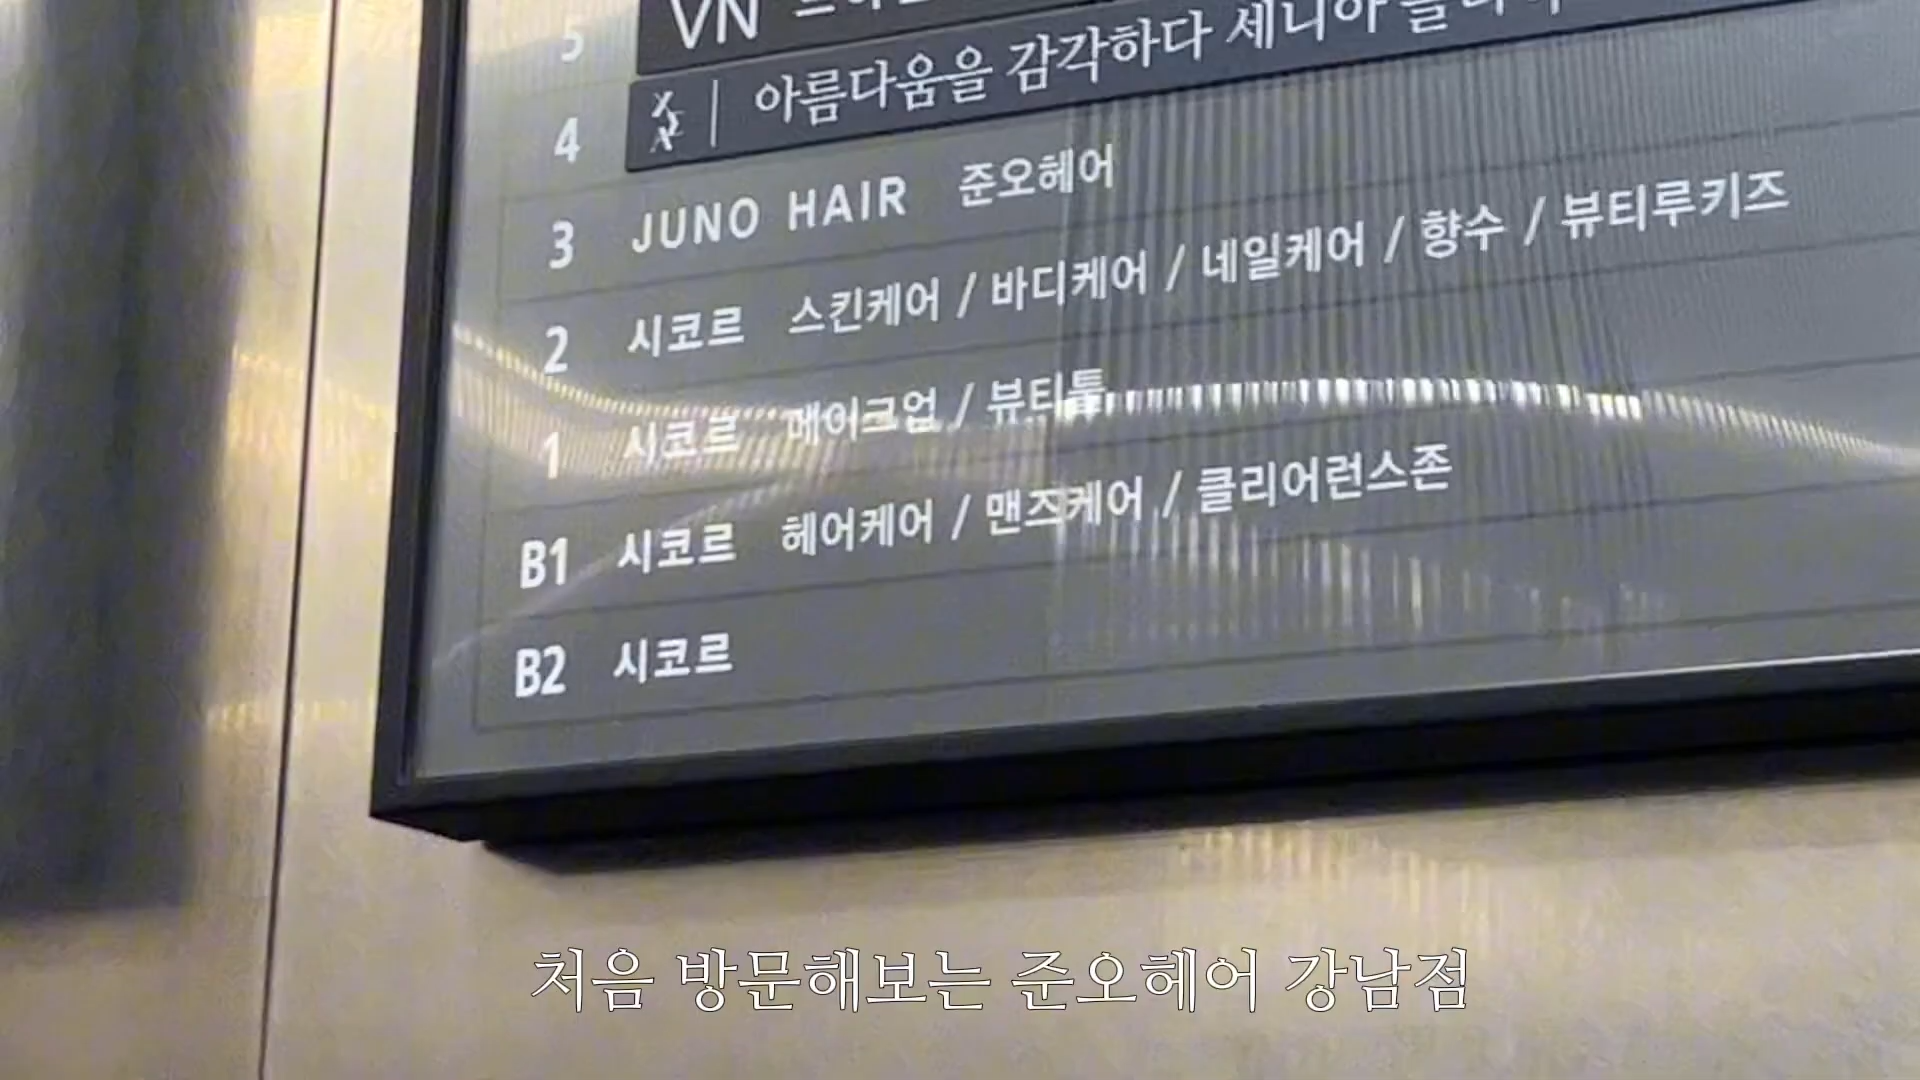 5 VN
4 아름다움을 감각하다 세니아
3 JUNO HAIR 준오헤어
2 시코르 스킨케어 / 바디케어 / 네일케어 / 향수 / 뷰티루키즈
1 시코르 메이크업 / 뷰티툴
B1 시코르 헤어케어 / 맨즈케어 / 클리어런스존
B2 시코르
처음 방문해보는 준오헤어 강남점